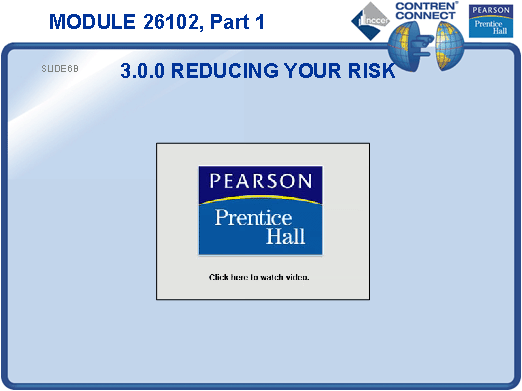 MODULE 26102, Part 1
nccer
CONTREN®
CONNECT
PEARSON
Prentice
Hall
SLIDE 6B
3.0.0 REDUCING YOUR RISK
PEARSON
Prentice
Hall
Click here to watch video.